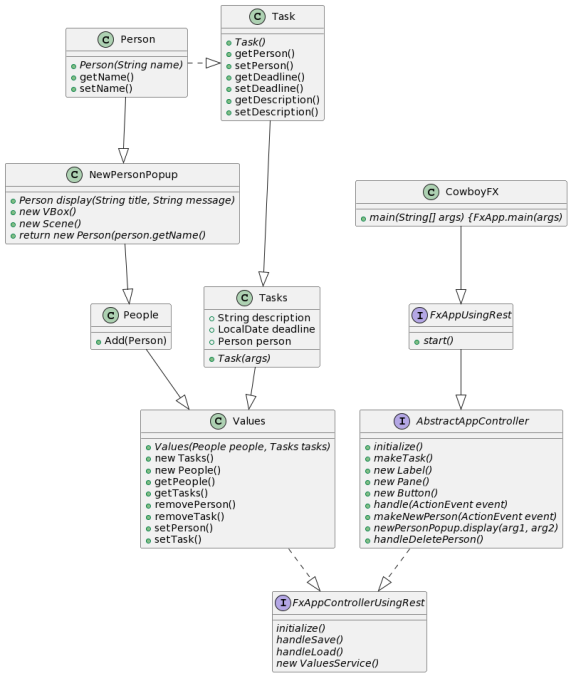 C Person
Person(String name)
getName()
setName()
C Task
Task()
getPerson()
setPerson()
getDeadline()
setDeadline()
getDescription()
setDescription()
C NewPersonPopup
Person display(String title, String message)
new VBox()
new Scene()
return new Person(person.getName()
C CowboyFX
main(String[] args) {FxApp.main(args)
C People
Add(Person)
C Tasks
String description
LocalDate deadline
Person person
Task(args)
I FxAppUsingRest
start()
C Values
Values(People people, Tasks tasks)
new Tasks()
new People()
getPeople()
getTasks()
removePerson()
removeTask()
setPerson()
setTask()
I AbstractAppController
initialize()
makeTask()
new Label()
new Pane()
new Button()
handle(ActionEvent event)
makeNewPerson(ActionEvent event)
newPersonPopup.display(arg1, arg2)
handleDeletePerson()
I FxAppControllerUsingRest
initialize()
handleSave()
handleLoad()
new ValuesService()